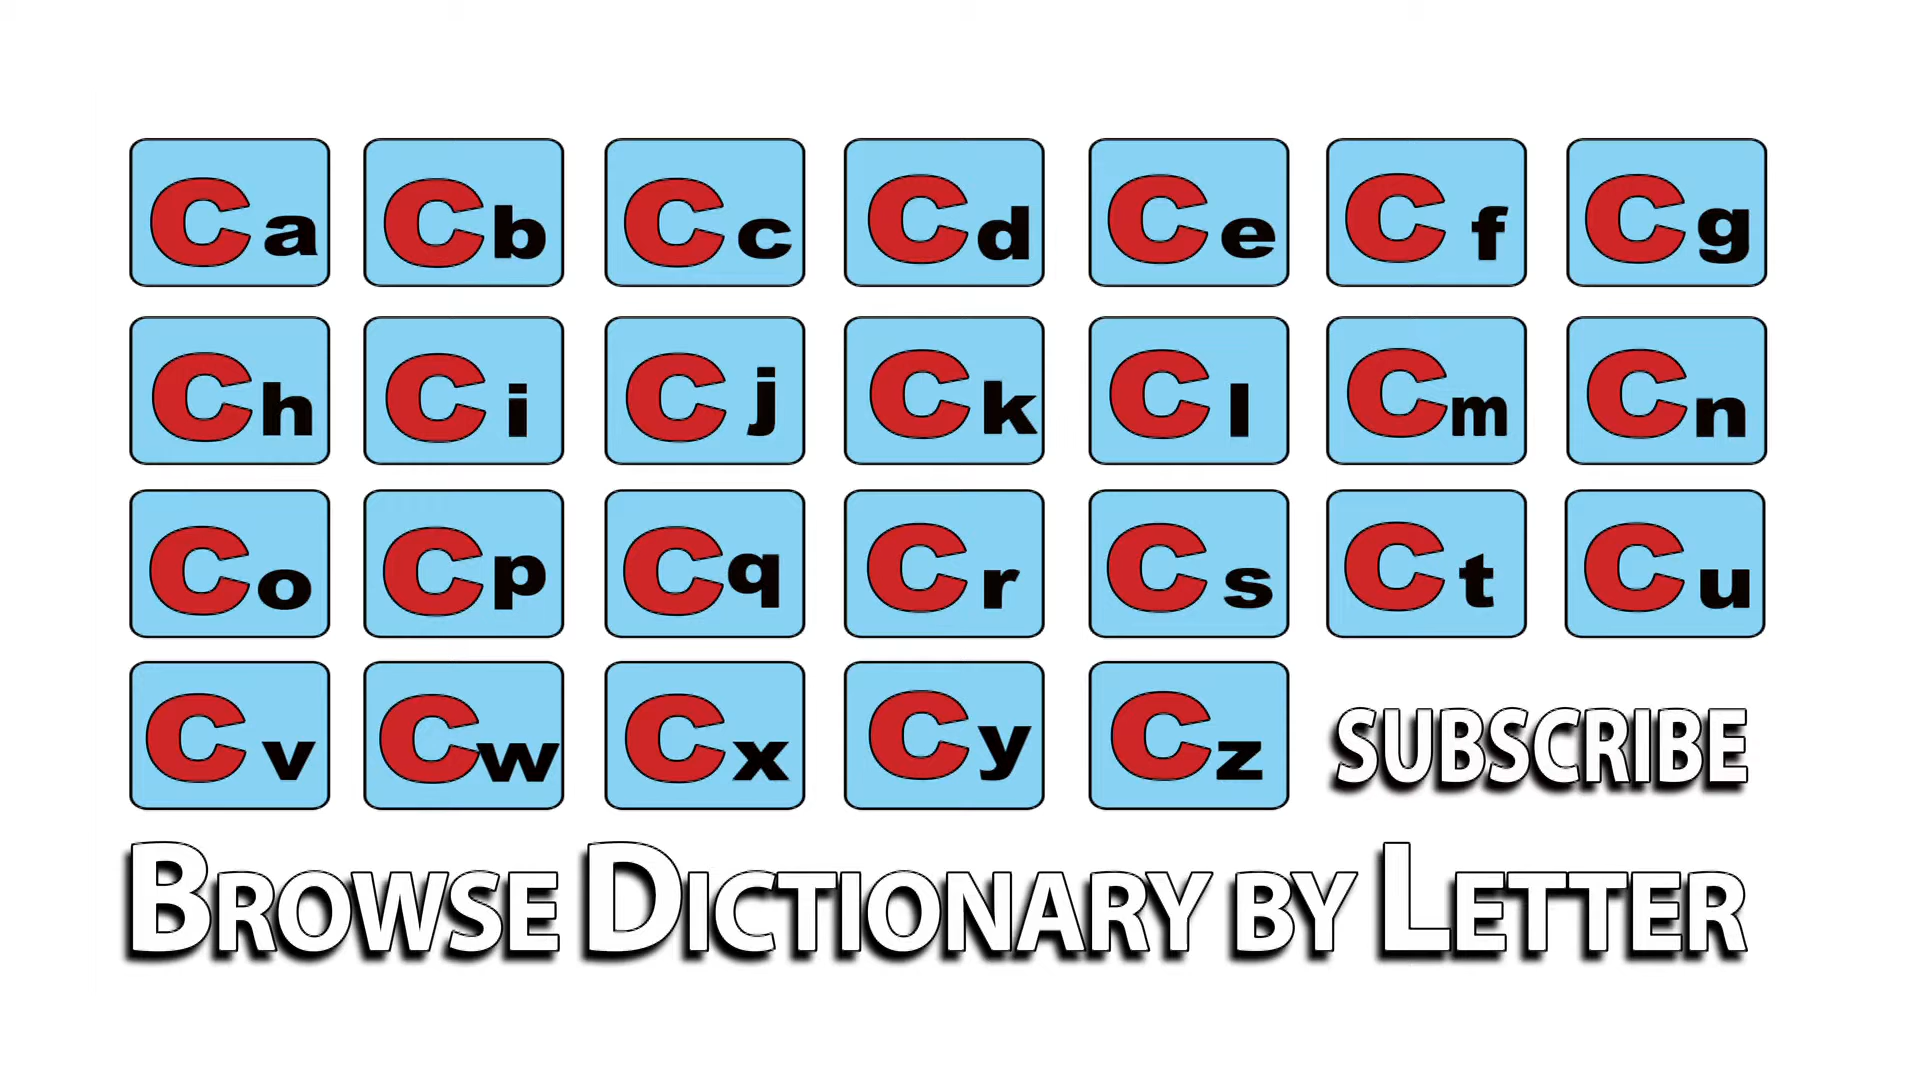 Ca Cb Cc Cd Ce Cf Cg
Ch Ci Cj Ck Cl Cm Cn
Co Cp Cq Cr Cs Ct Cu
Cv Cw Cx Cy Cz SUBSCRIBE
BROWSE DICTIONARY BY LETTER